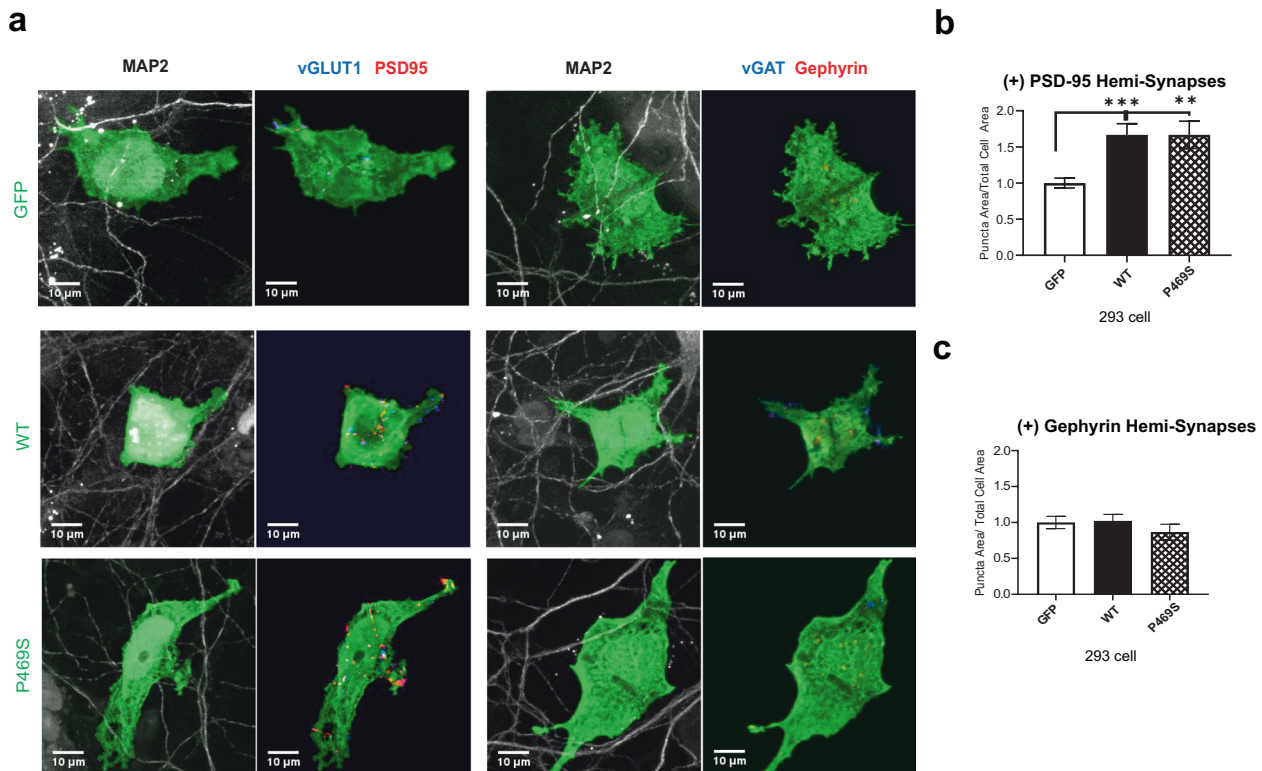 a
MAP2
vGLUT1 PSD95
MAP2
vGAT Gephyrin
GFP
10 µm
10 µm
10 µm
10 µm
WT
10 µm
10 µm
10 µm
10 µm
P469S
10 µm
10 µm
10 µm
10 µm
b
(+) PSD-95 Hemi-Synapses
Puncta Area/Total Cell Area
2.0
1.5
1.0
0.5
0.0
***
**
GFP
WT
P469S
293 cell
c
(+) Gephyrin Hemi-Synapses
Puncta Area/ Total Cell Area
2.0
1.5
1.0
0.5
0.0
GFP
WT
P469S
293 cell